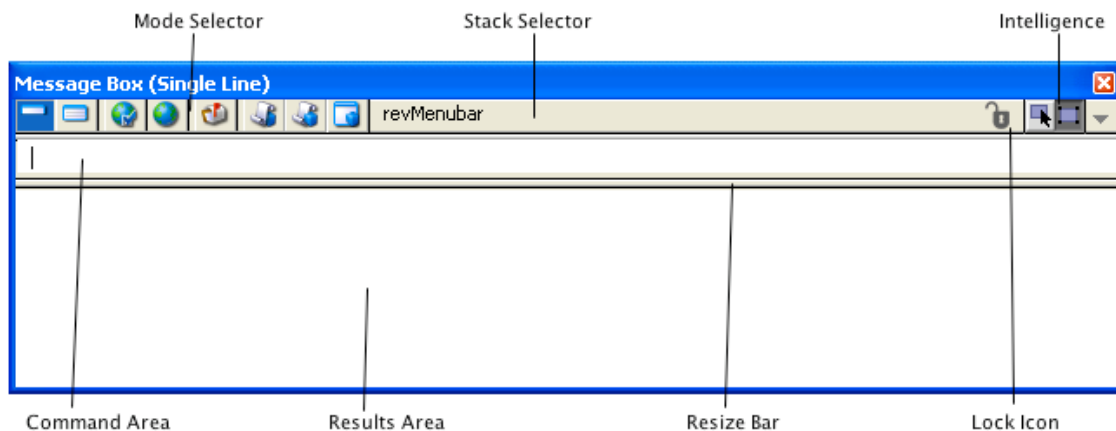 Mode Selector
Stack Selector
Intelligence
Message Box (Single Line)
revMenubar
Command Area
Results Area
Resize Bar
Lock Icon